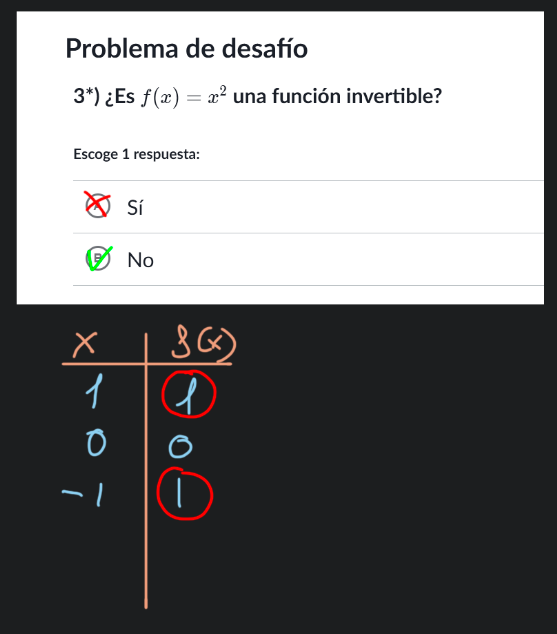 Problema de desafío
3*) ¿Es f(x) = x² una función invertible?
Escoge 1 respuesta:
Sí
B No
x f(x)
1 1
0 0
-1 1